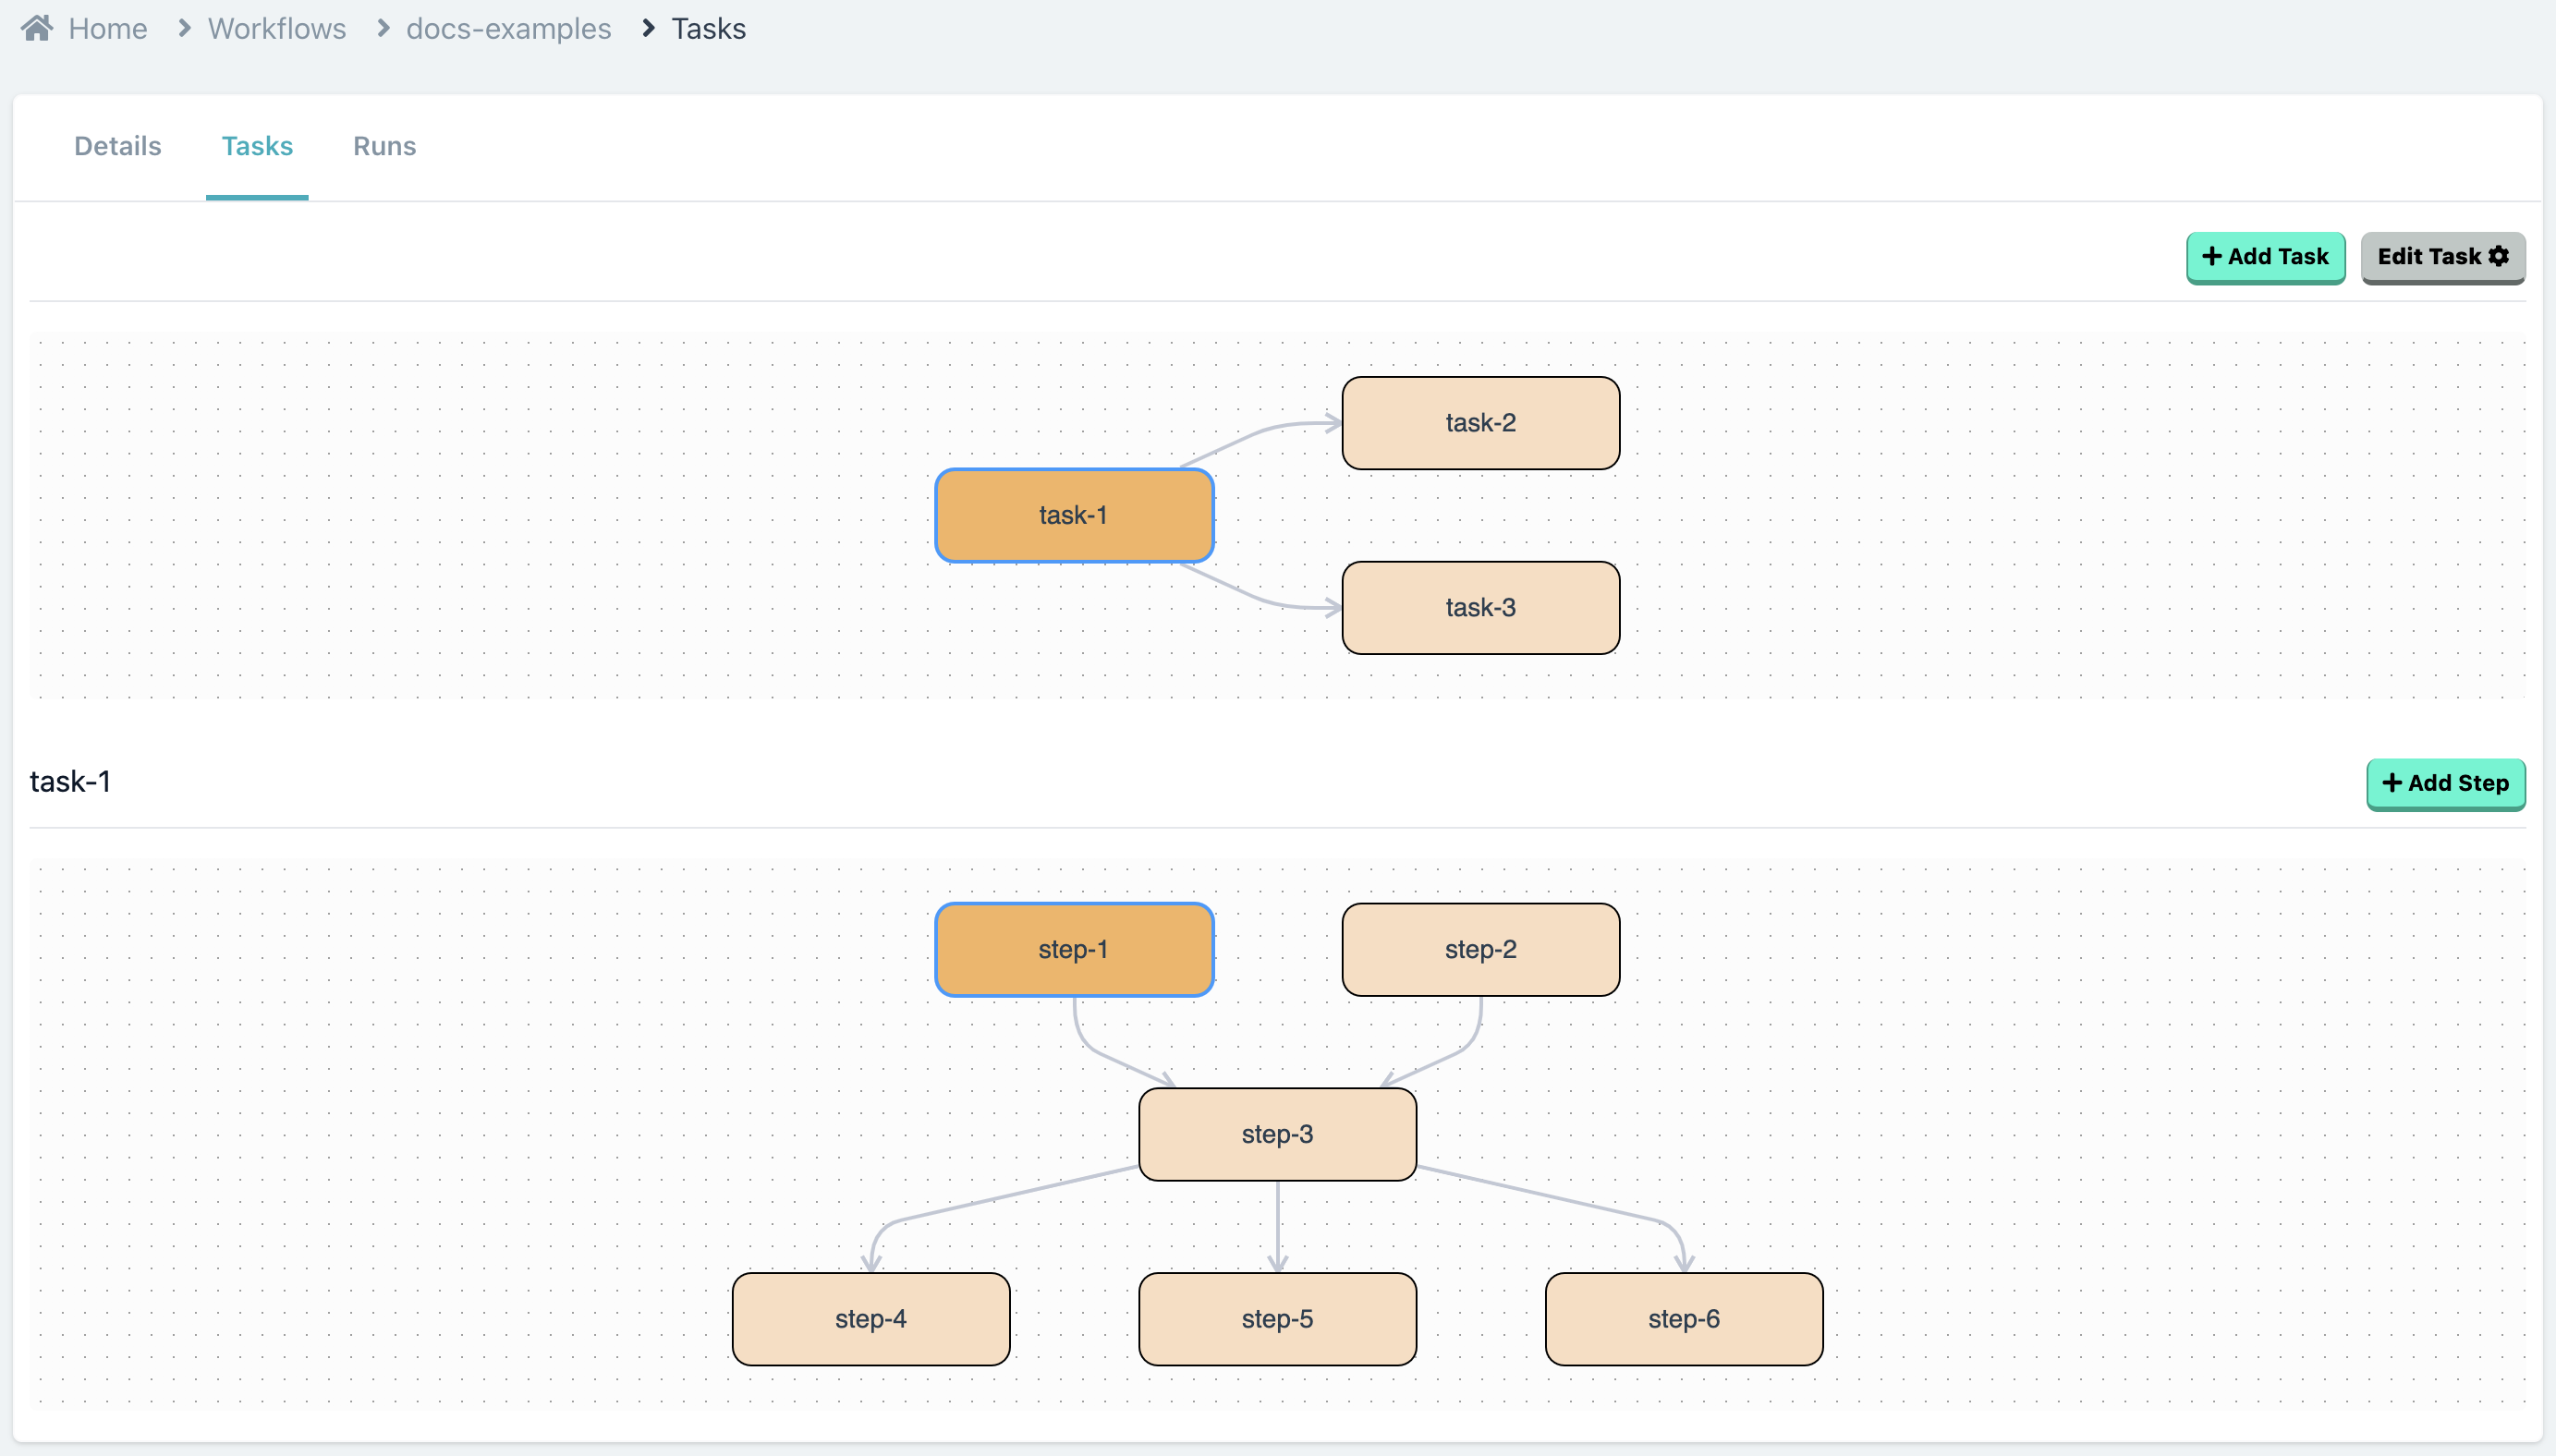 Home Workflows docs-examples Tasks
Details Tasks Runs
Add Task Edit Task
task-2
task-1
task-3
task-1
Add Step
step-1 step-2
step-3
step-4 step-5 step-6